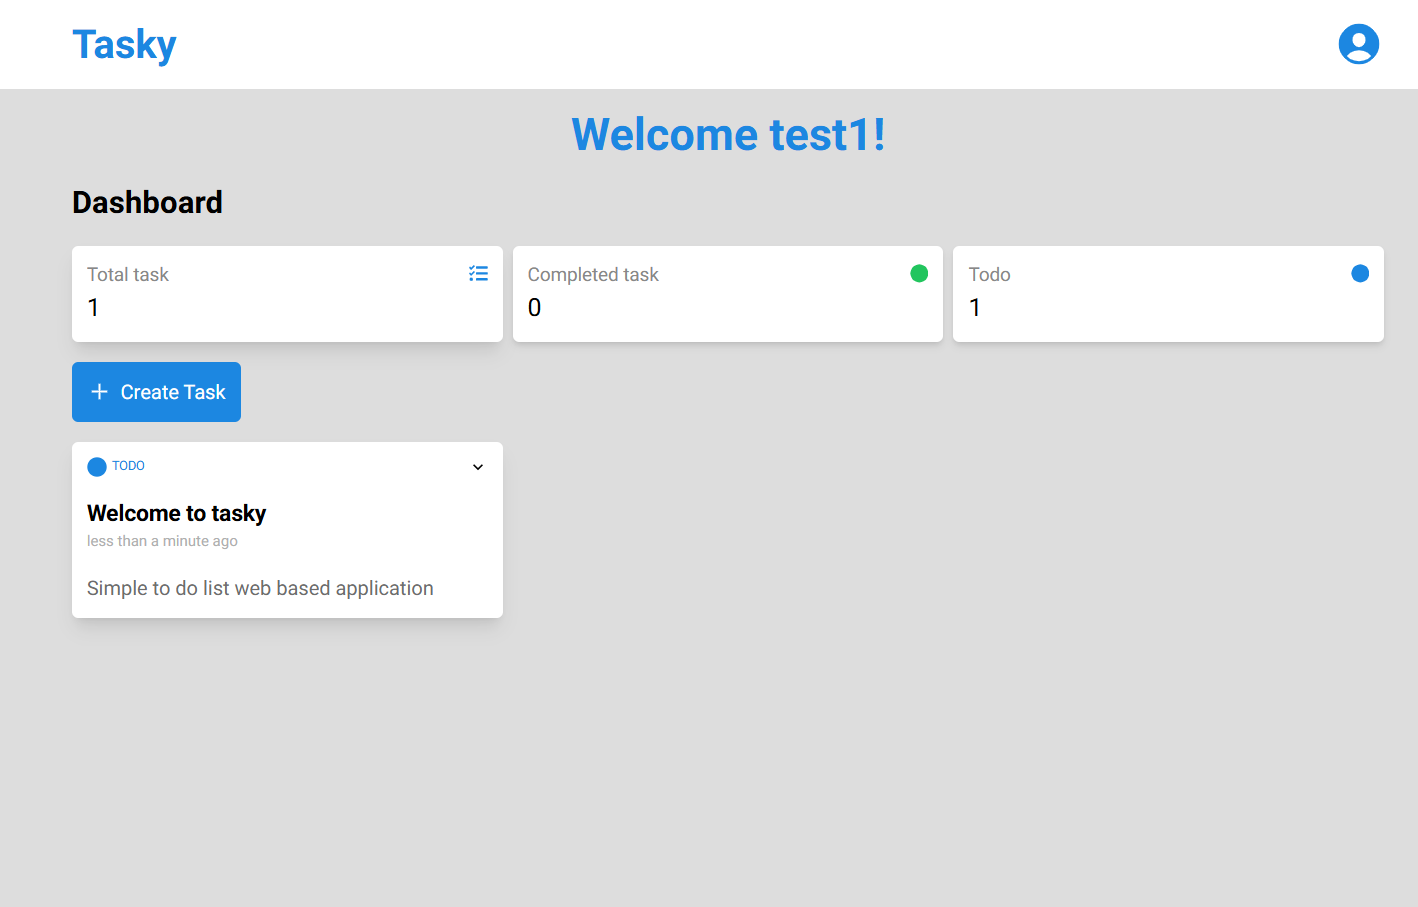 Tasky
Welcome test1!
Dashboard
Total task
1
Completed task
0
Todo
1
Create Task
TODO
Welcome to tasky
less than a minute ago
Simple to do list web based application